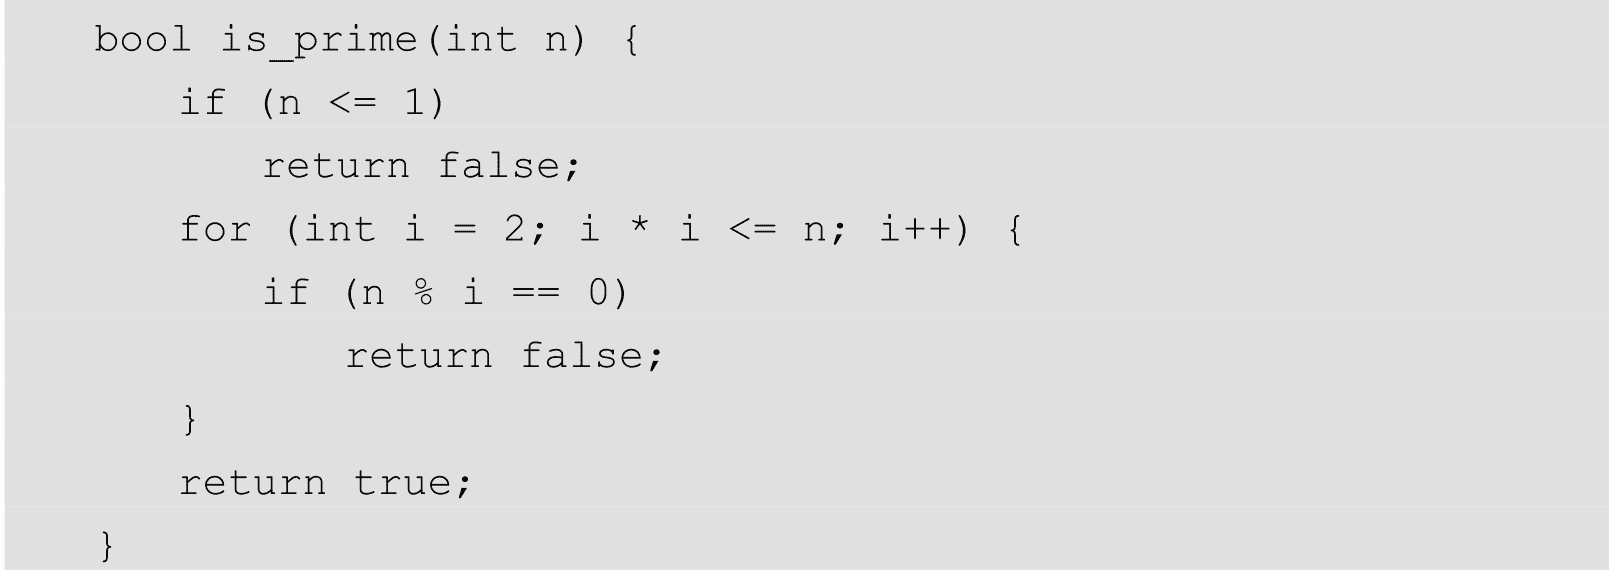 bool is_prime(int n) {
if (n <= 1)
return false;
for (int i = 2; i * i <= n; i++) {
if (n % i == 0)
return false;
}
return true;
}